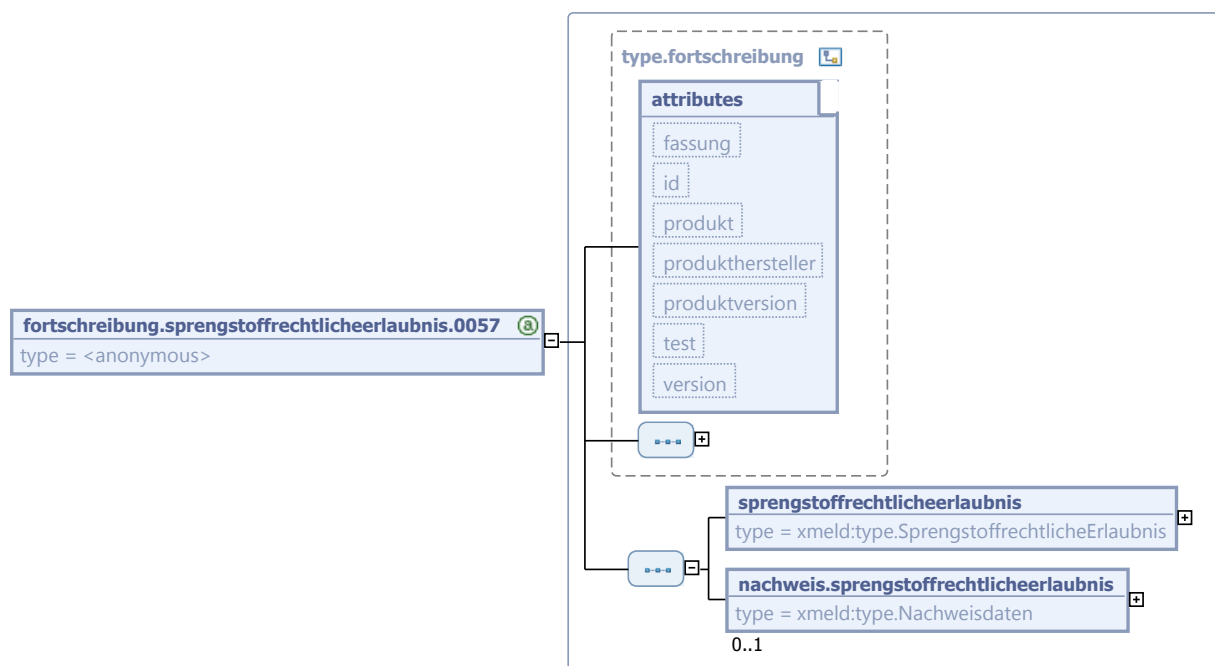 type.fortschreibung
attributes
fassung
id
produkt
produkthersteller
produktversion
test
version
fortschreibung.sprengstoffrechtlicheerlaubnis.0057 a
type = <anonymous>
sprengstoffrechtlicheerlaubnis
type = xmeld:type.SprengstoffrechtlicheErlaubnis
nachweis.sprengstoffrechtlicheerlaubnis
type = xmeld:type.Nachweisdaten
0..1